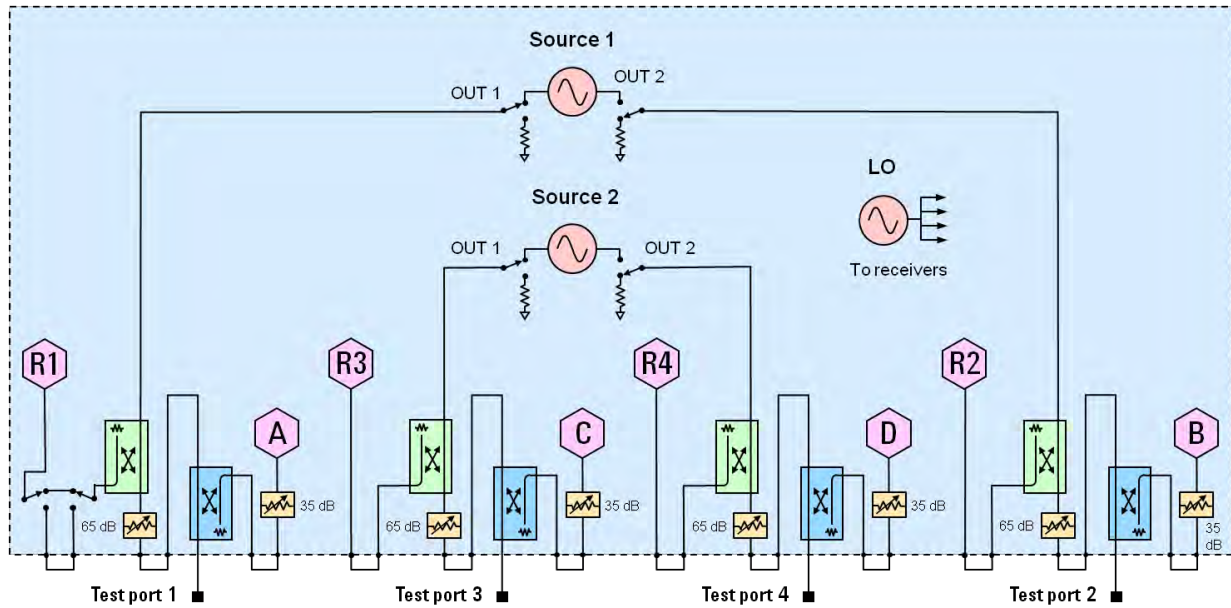 Source 1
OUT 1
OUT 2
Source 2
OUT 1
OUT 2
LO
To receivers
R1
R3
R4
R2
A
C
D
B
65 dB
35 dB
65 dB
35 dB
65 dB
35 dB
65 dB
35
dB
Test port 1
Test port 3
Test port 4
Test port 2